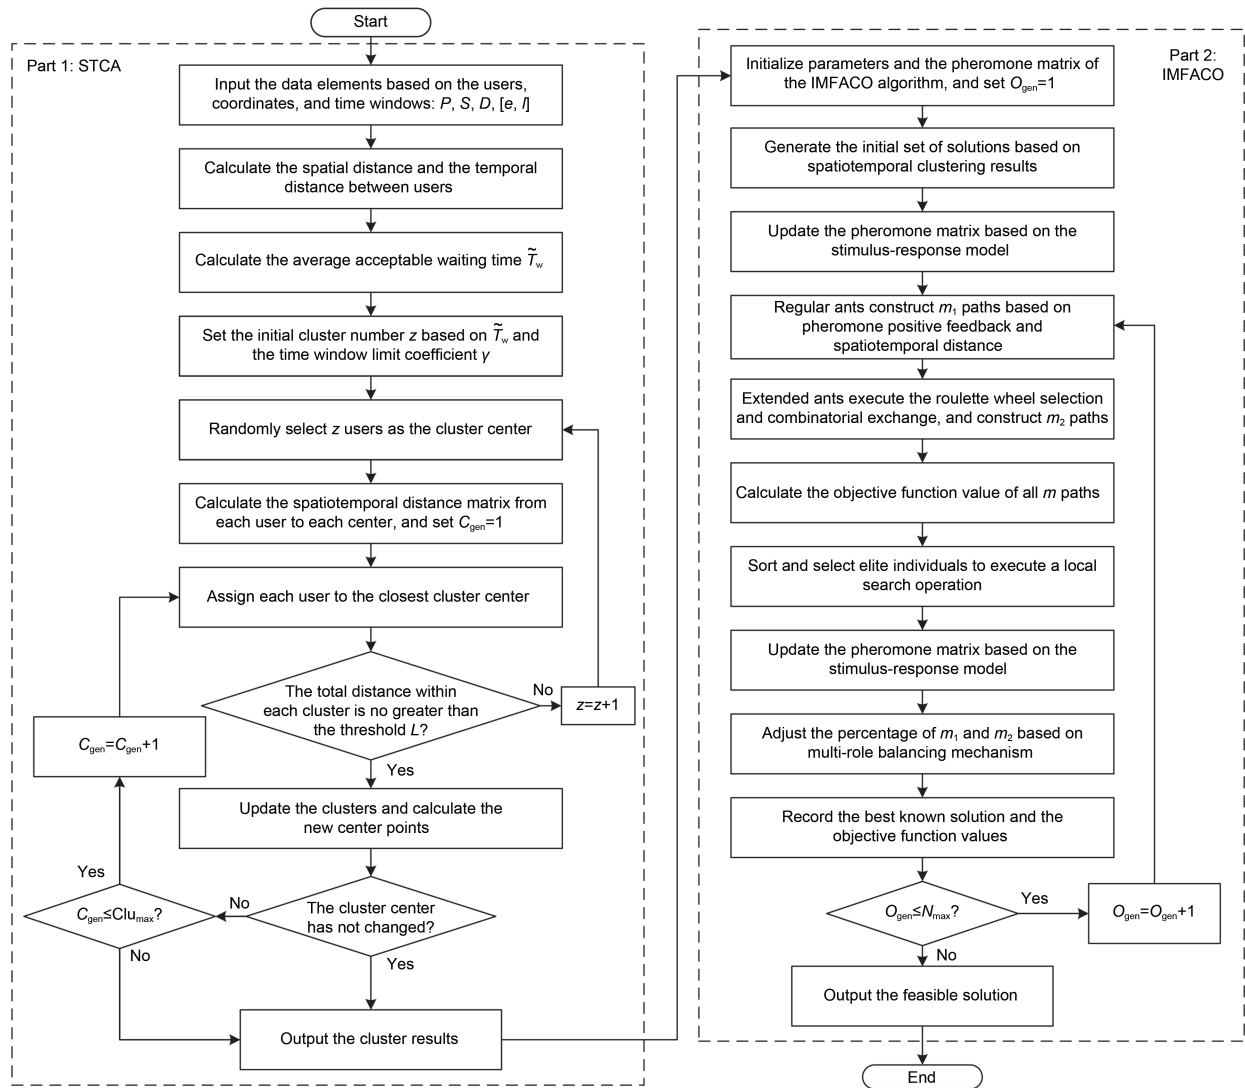 Start
Part 1: STCA
Input the data elements based on the users,
coordinates, and time windows: P, S, D, [e, l]
Calculate the spatial distance and the temporal
distance between users
Calculate the average acceptable waiting time T̃w
Set the initial cluster number z based on T̃w and
the time window limit coefficient γ
Randomly select z users as the cluster center
Calculate the spatiotemporal distance matrix from
each user to each center, and set Cgen=1
Assign each user to the closest cluster center
The total distance within
each cluster is no greater than
the threshold L?
No
z=z+1
Cgen=Cgen+1
Yes
Update the clusters and calculate the
new center points
Yes
Cgen≤Clumax?
No
The cluster center
has not changed?
No
Yes
Output the cluster results
Part 2:
IMFACO
Initialize parameters and the pheromone matrix of
the IMFACO algorithm, and set Ogen=1
Generate the initial set of solutions based on
spatiotemporal clustering results
Update the pheromone matrix based on the
stimulus-response model
Regular ants construct m1 paths based on
pheromone positive feedback and
spatiotemporal distance
Extended ants execute the roulette wheel selection
and combinatorial exchange, and construct m2 paths
Calculate the objective function value of all m paths
Sort and select elite individuals to execute a local
search operation
Update the pheromone matrix based on the
stimulus-response model
Adjust the percentage of m1 and m2 based on
multi-role balancing mechanism
Record the best known solution and the
objective function values
Ogen≤Nmax?
Yes
Ogen=Ogen+1
No
Output the feasible solution
End